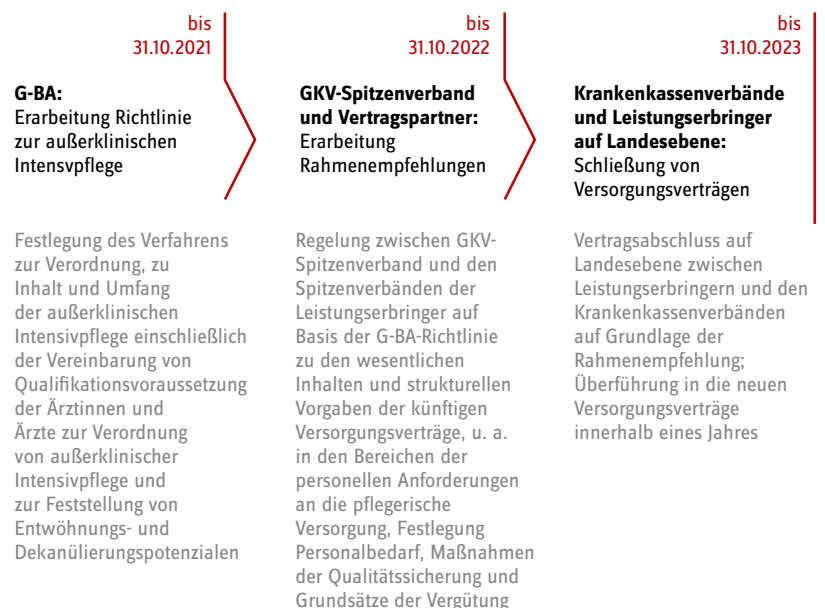 bis
31.10.2021
G-BA:
Erarbeitung Richtlinie
zur außerklinischen
Intensvpflege
Festlegung des Verfahrens
zur Verordnung, zu
Inhalt und Umfang
der außerklinischen
Intensivpflege einschließlich
der Vereinbarung von
Qualifikationsvoraussetzung
der Ärztinnen und
Ärzte zur Verordnung
von außerklinischer
Intensivpflege und
zur Feststellung von
Entwöhnungs- und
Dekanülierungspotenzialen
bis
31.10.2022
GKV-Spitzenverband
und Vertragspartner:
Erarbeitung
Rahmenempfehlungen
Regelung zwischen GKV-
Spitzenverband und den
Spitzenverbänden der
Leistungserbringer auf
Basis der G-BA-Richtlinie
zu den wesentlichen
Inhalten und strukturellen
Vorgaben der künftigen
Versorgungsverträge, u. a.
in den Bereichen der
personellen Anforderungen
an die pflegerische
Versorgung, Festlegung
Personalbedarf, Maßnahmen
der Qualitätssicherung und
Grundsätze der Vergütung
bis
31.10.2023
Krankenkassenverbände
und Leistungserbringer
auf Landesebene:
Schließung von
Versorgungsverträgen
Vertragsabschluss auf
Landesebene zwischen
Leistungserbringern und den
Krankenkassenverbänden
auf Grundlage der
Rahmenempfehlung;
Überführung in die neuen
Versorgungsverträge
innerhalb eines Jahres